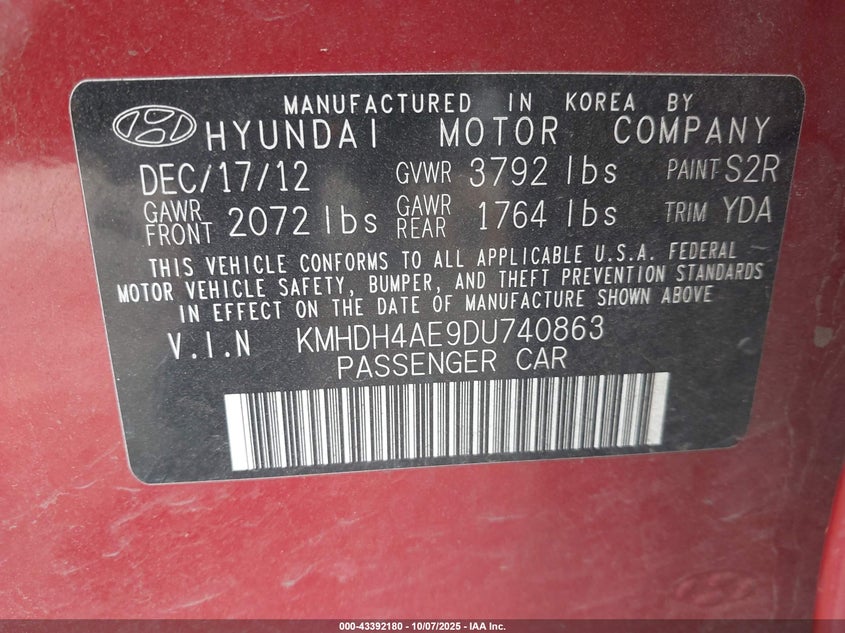 MANUFACTURED IN KOREA BY
HYUNDAI MOTOR COMPANY
DEC/17/12 GVWR 3792 lbs PAINT S2R
GAWR FRONT 2072 lbs GAWR REAR 1764 lbs TRIM YDA
THIS VEHICLE CONFORMS TO ALL APPLICABLE U.S.A. FEDERAL
MOTOR VEHICLE SAFETY, BUMPER, AND THEFT PREVENTION STANDARDS
IN EFFECT ON THE DATE OF MANUFACTURE SHOWN ABOVE
V.I.N KMHDH4AE9DU740863
PASSENGER CAR
000-43392180 - 10/07/2025 - IAA Inc.